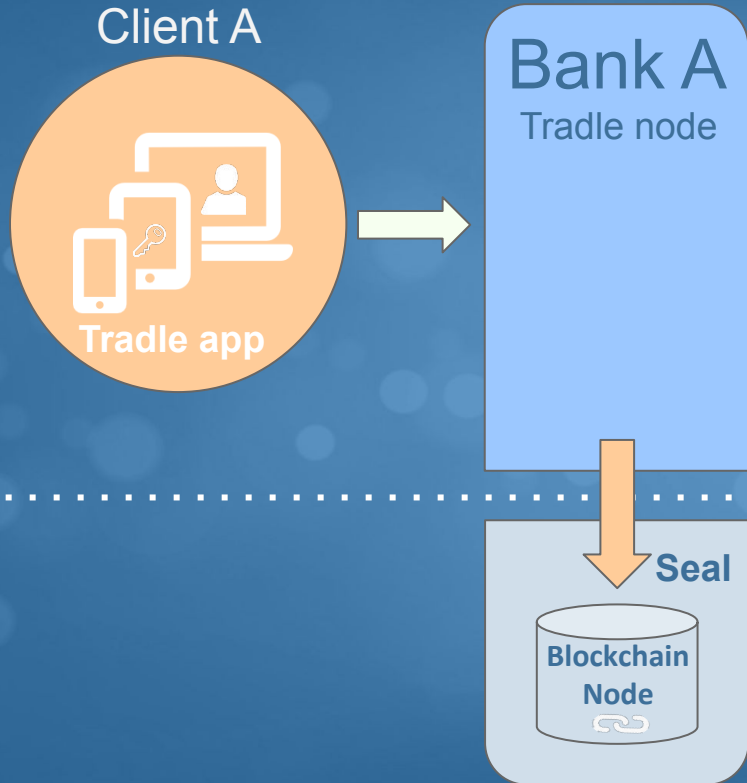 Client A
Tradle app
Bank A
Tradle node
Seal
Blockchain
Node